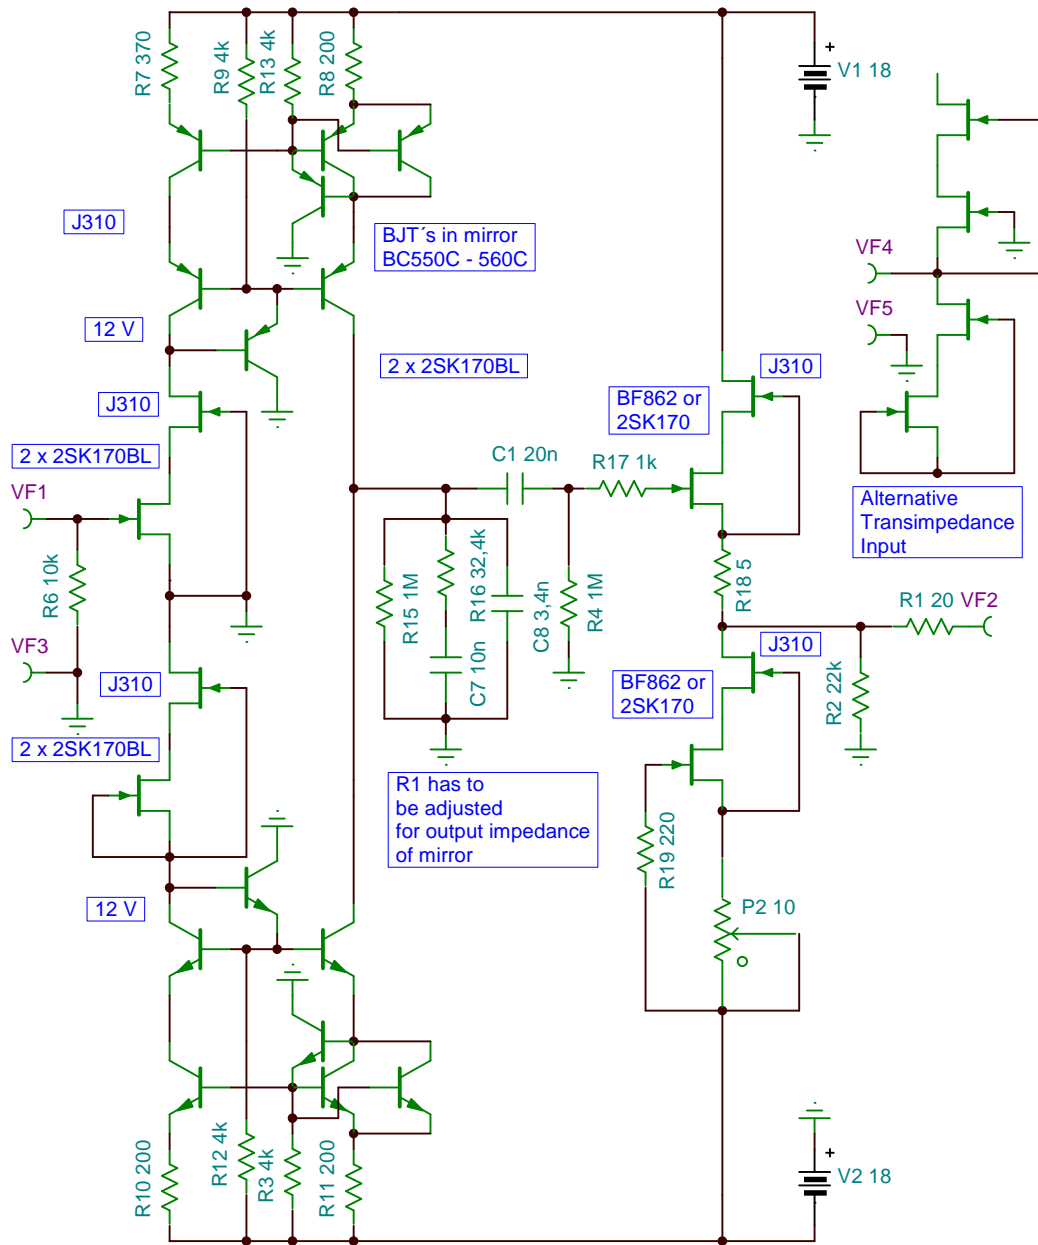 R7 370
R9 4k
R13 4k
R8 200
+
V1 18
J310
BJT´s in mirror
BC550C - 560C
VF4
VF5
12 V
2 x 2SK170BL
J310
J310
BF862 or
2SK170
2 x 2SK170BL
C1 20n
R17 1k
Alternative
Transimpedance
Input
VF1
R6 10k
R15 1M
R16 32,4k
C7 10n
C8 3,4n
R4 1M
R18 5
R1 20
VF2
VF3
J310
J310
BF862 or
2SK170
R2 22k
2 x 2SK170BL
R1 has to
be adjusted
for output impedance
of mirror
R19 220
12 V
P2 10
R10 200
R12 4k
R3 4k
R11 200
+
V2 18